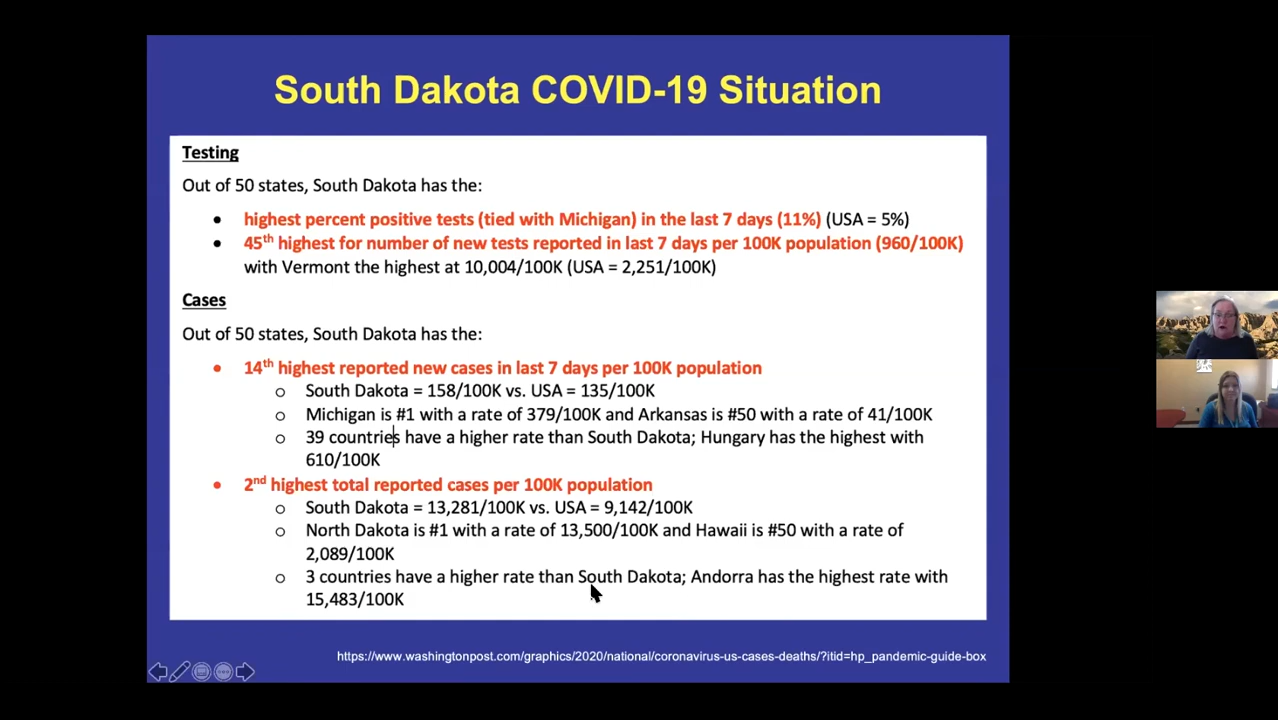 South Dakota COVID-19 Situation
Testing
Out of 50 states, South Dakota has the:
• highest percent positive tests (tied with Michigan) in the last 7 days (11%) (USA = 5%)
• 45th highest for number of new tests reported in last 7 days per 100K population (960/100K)
with Vermont the highest at 10,004/100K (USA = 2,251/100K)
Cases
Out of 50 states, South Dakota has the:
• 14th highest reported new cases in last 7 days per 100K population
o South Dakota = 158/100K vs. USA = 135/100K
o Michigan is #1 with a rate of 379/100K and Arkansas is #50 with a rate of 41/100K
o 39 countries have a higher rate than South Dakota; Hungary has the highest with
610/100K
• 2nd highest total reported cases per 100K population
o South Dakota = 13,281/100K vs. USA = 9,142/100K
o North Dakota is #1 with a rate of 13,500/100K and Hawaii is #50 with a rate of
2,089/100K
o 3 countries have a higher rate than South Dakota; Andorra has the highest rate with
15,483/100K
https://www.washingtonpost.com/graphics/2020/national/coronavirus-us-cases-deaths/?itid=hp_pandemic-guide-box